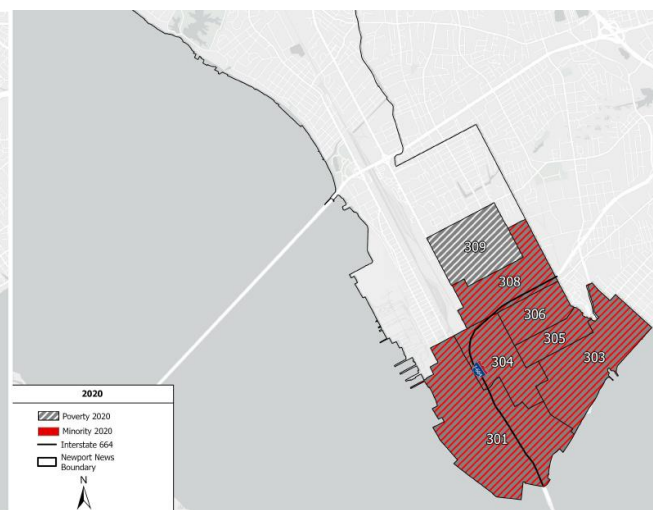 309
308
306
305
303
304
301
2020
Poverty 2020
Minority 2020
Interstate 664
Newport News
Boundary
N